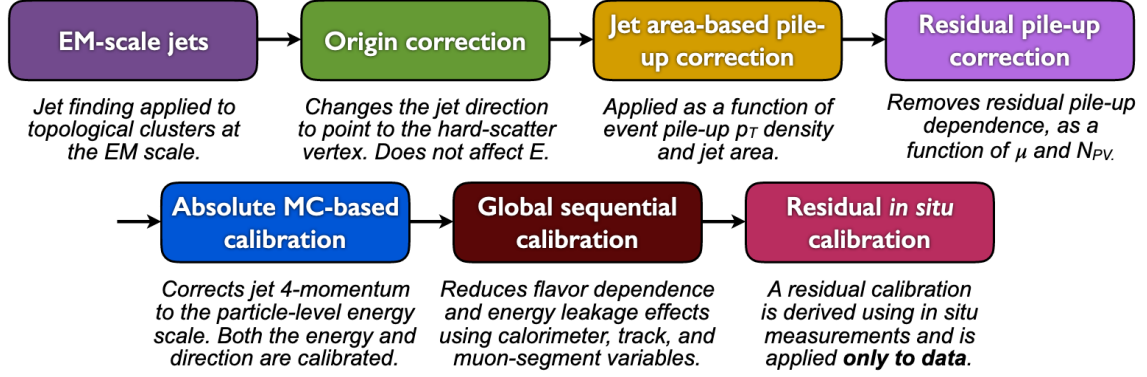 EM-scale jets
Jet finding applied to
topological clusters at
the EM scale.
Origin correction
Changes the jet direction
to point to the hard-scatter
vertex. Does not affect E.
Jet area-based pile-
up correction
Applied as a function of
event pile-up pT density
and jet area.
Residual pile-up
correction
Removes residual pile-up
dependence, as a
function of μ and NPV.
Absolute MC-based
calibration
Corrects jet 4-momentum
to the particle-level energy
scale. Both the energy and
direction are calibrated.
Global sequential
calibration
Reduces flavor dependence
and energy leakage effects
using calorimeter, track, and
muon-segment variables.
Residual in situ
calibration
A residual calibration
is derived using in situ
measurements and is
applied only to data.